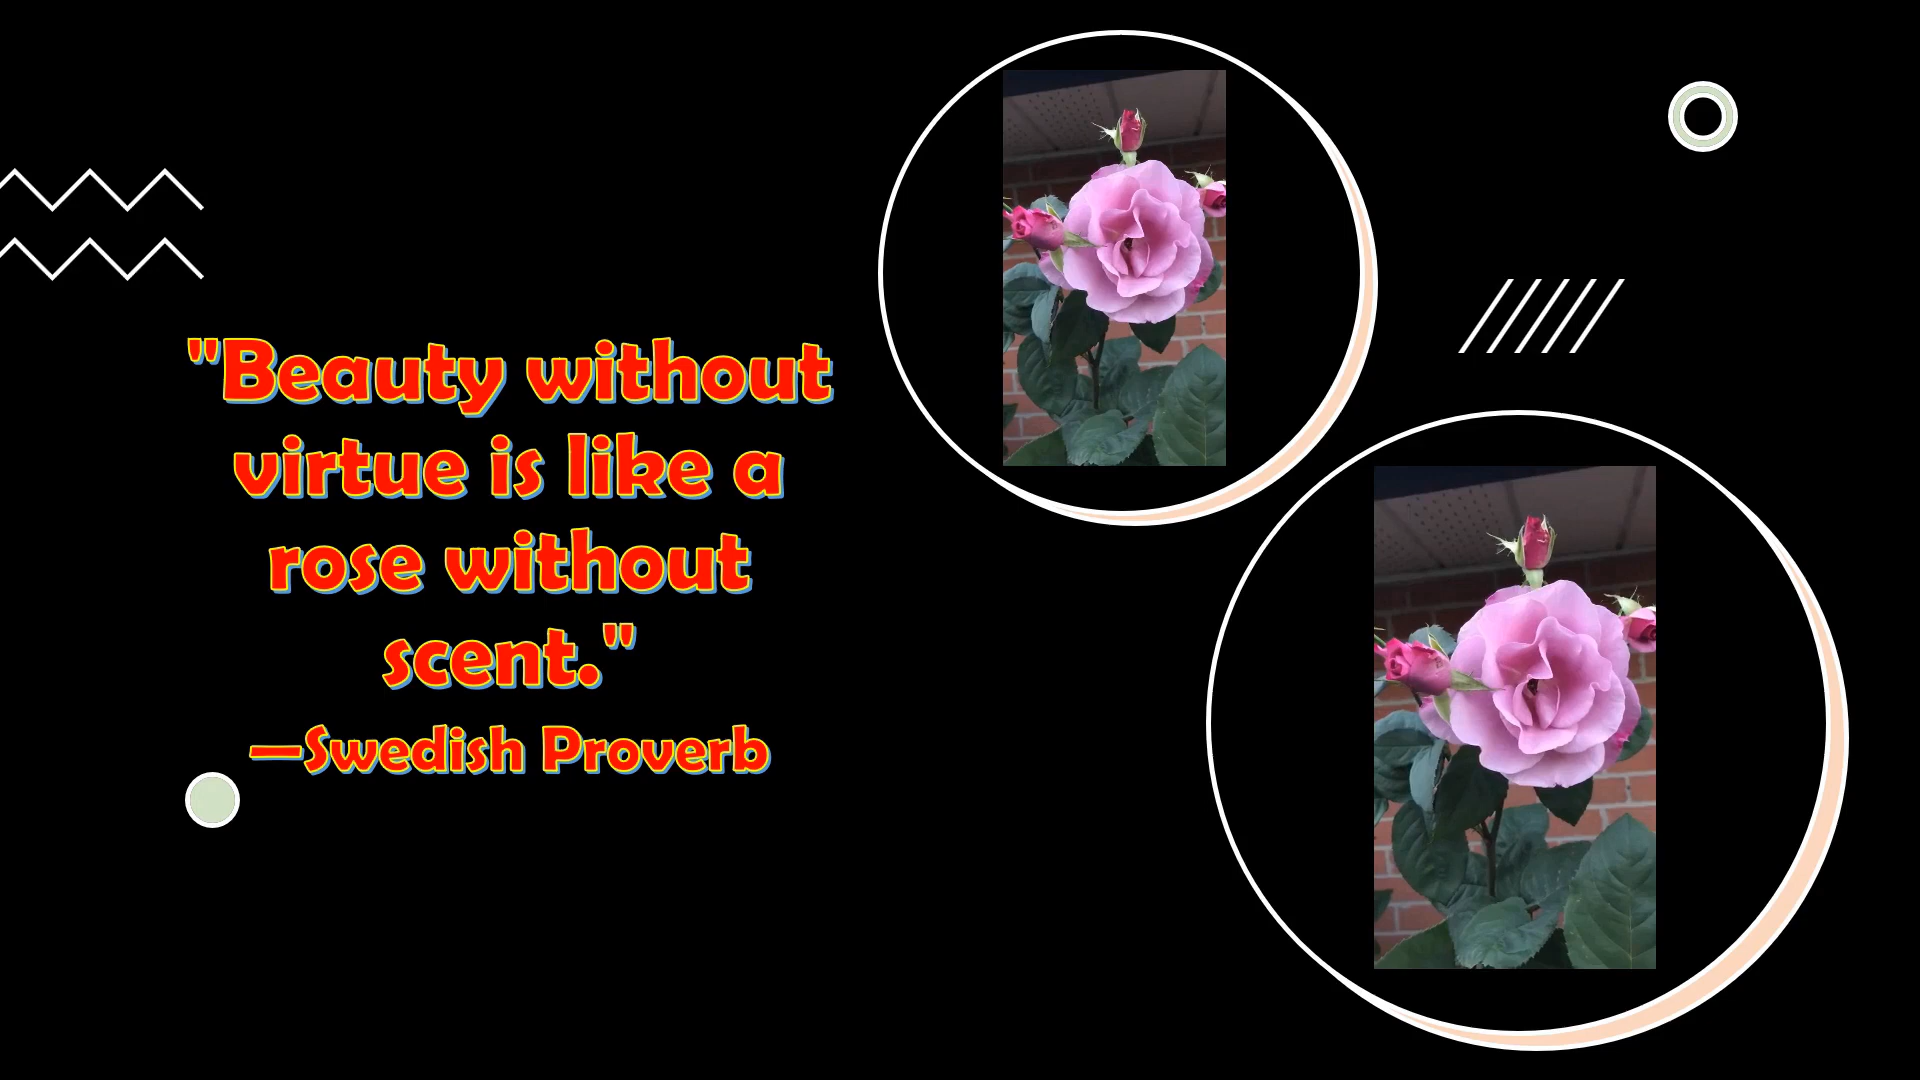 "Beauty without
virtue is like a
rose without
scent."
—Swedish Proverb